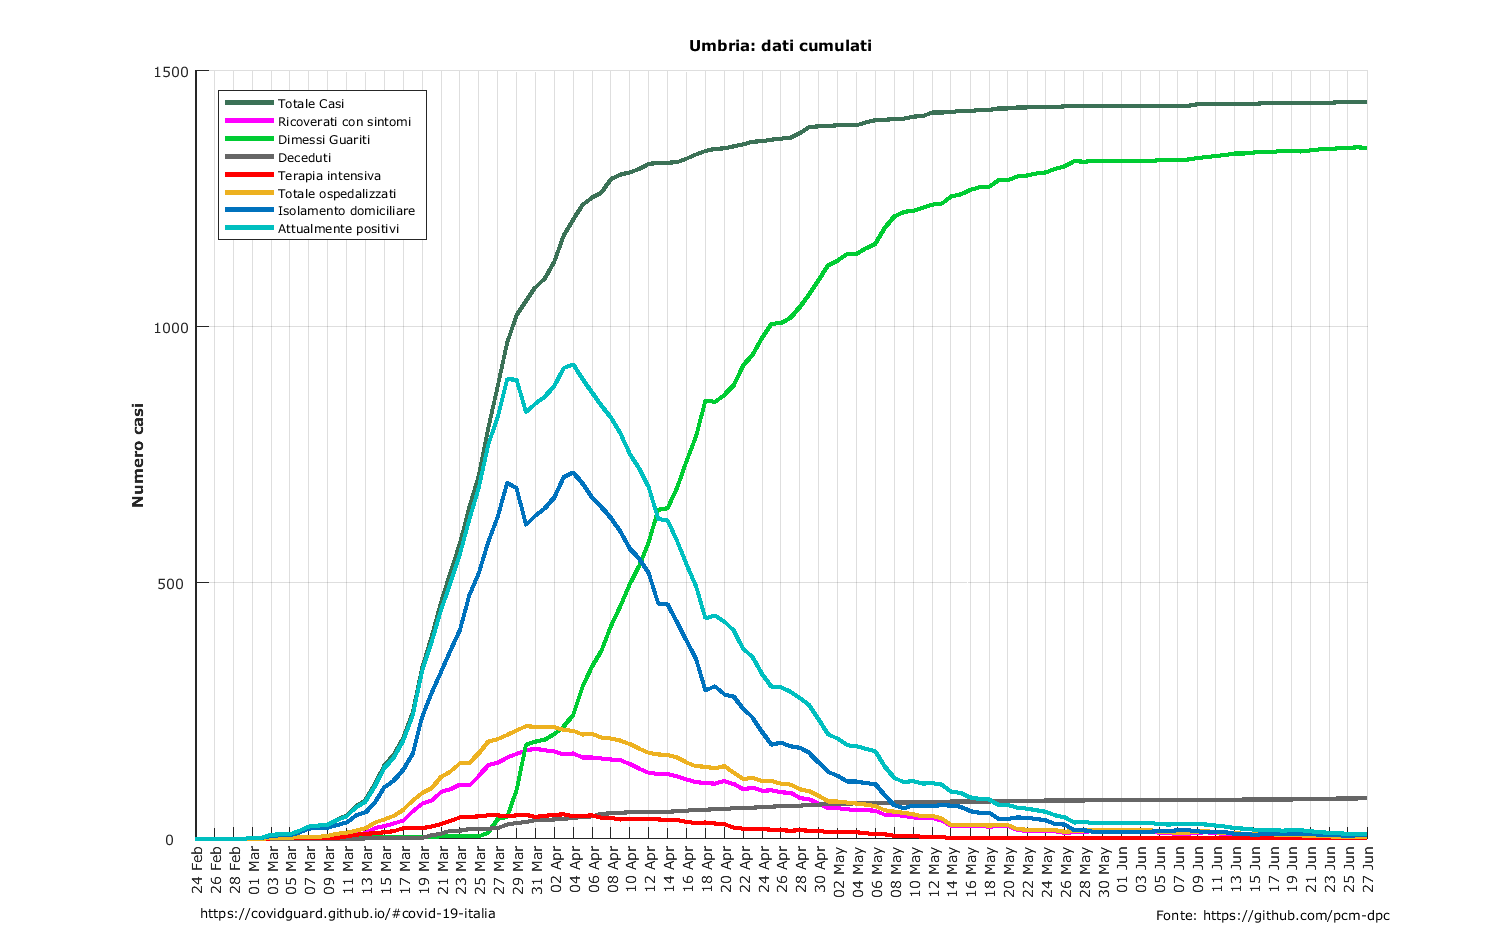 Umbria: dati cumulati
1500
1000
500
0
Numero casi
Totale Casi
Ricoverati con sintomi
Dimessi Guariti
Deceduti
Terapia intensiva
Totale ospedalizzati
Isolamento domiciliare
Attualmente positivi
24 Feb
26 Feb
28 Feb
01 Mar
03 Mar
05 Mar
07 Mar
09 Mar
11 Mar
13 Mar
15 Mar
17 Mar
19 Mar
21 Mar
23 Mar
25 Mar
27 Mar
29 Mar
31 Mar
02 Apr
04 Apr
06 Apr
08 Apr
10 Apr
12 Apr
14 Apr
16 Apr
18 Apr
20 Apr
22 Apr
24 Apr
26 Apr
28 Apr
30 Apr
02 May
04 May
06 May
08 May
10 May
12 May
14 May
16 May
18 May
20 May
22 May
24 May
26 May
28 May
30 May
01 Jun
03 Jun
05 Jun
07 Jun
09 Jun
11 Jun
13 Jun
15 Jun
17 Jun
19 Jun
21 Jun
23 Jun
25 Jun
27 Jun
https://covidguard.github.io/#covid-19-italia
Fonte: https://github.com/pcm-dpc